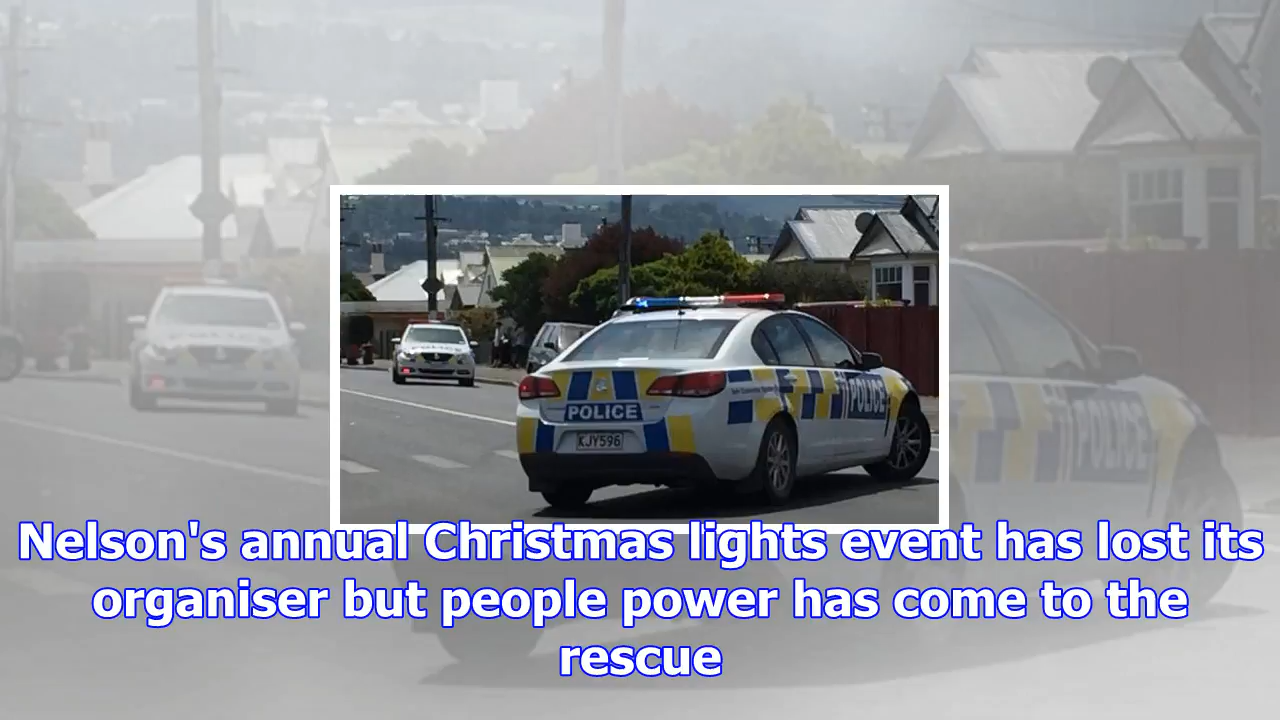 POLICE
POLICE
KJY596
Nelson's annual Christmas lights event has lost its
organiser but people power has come to the
rescue